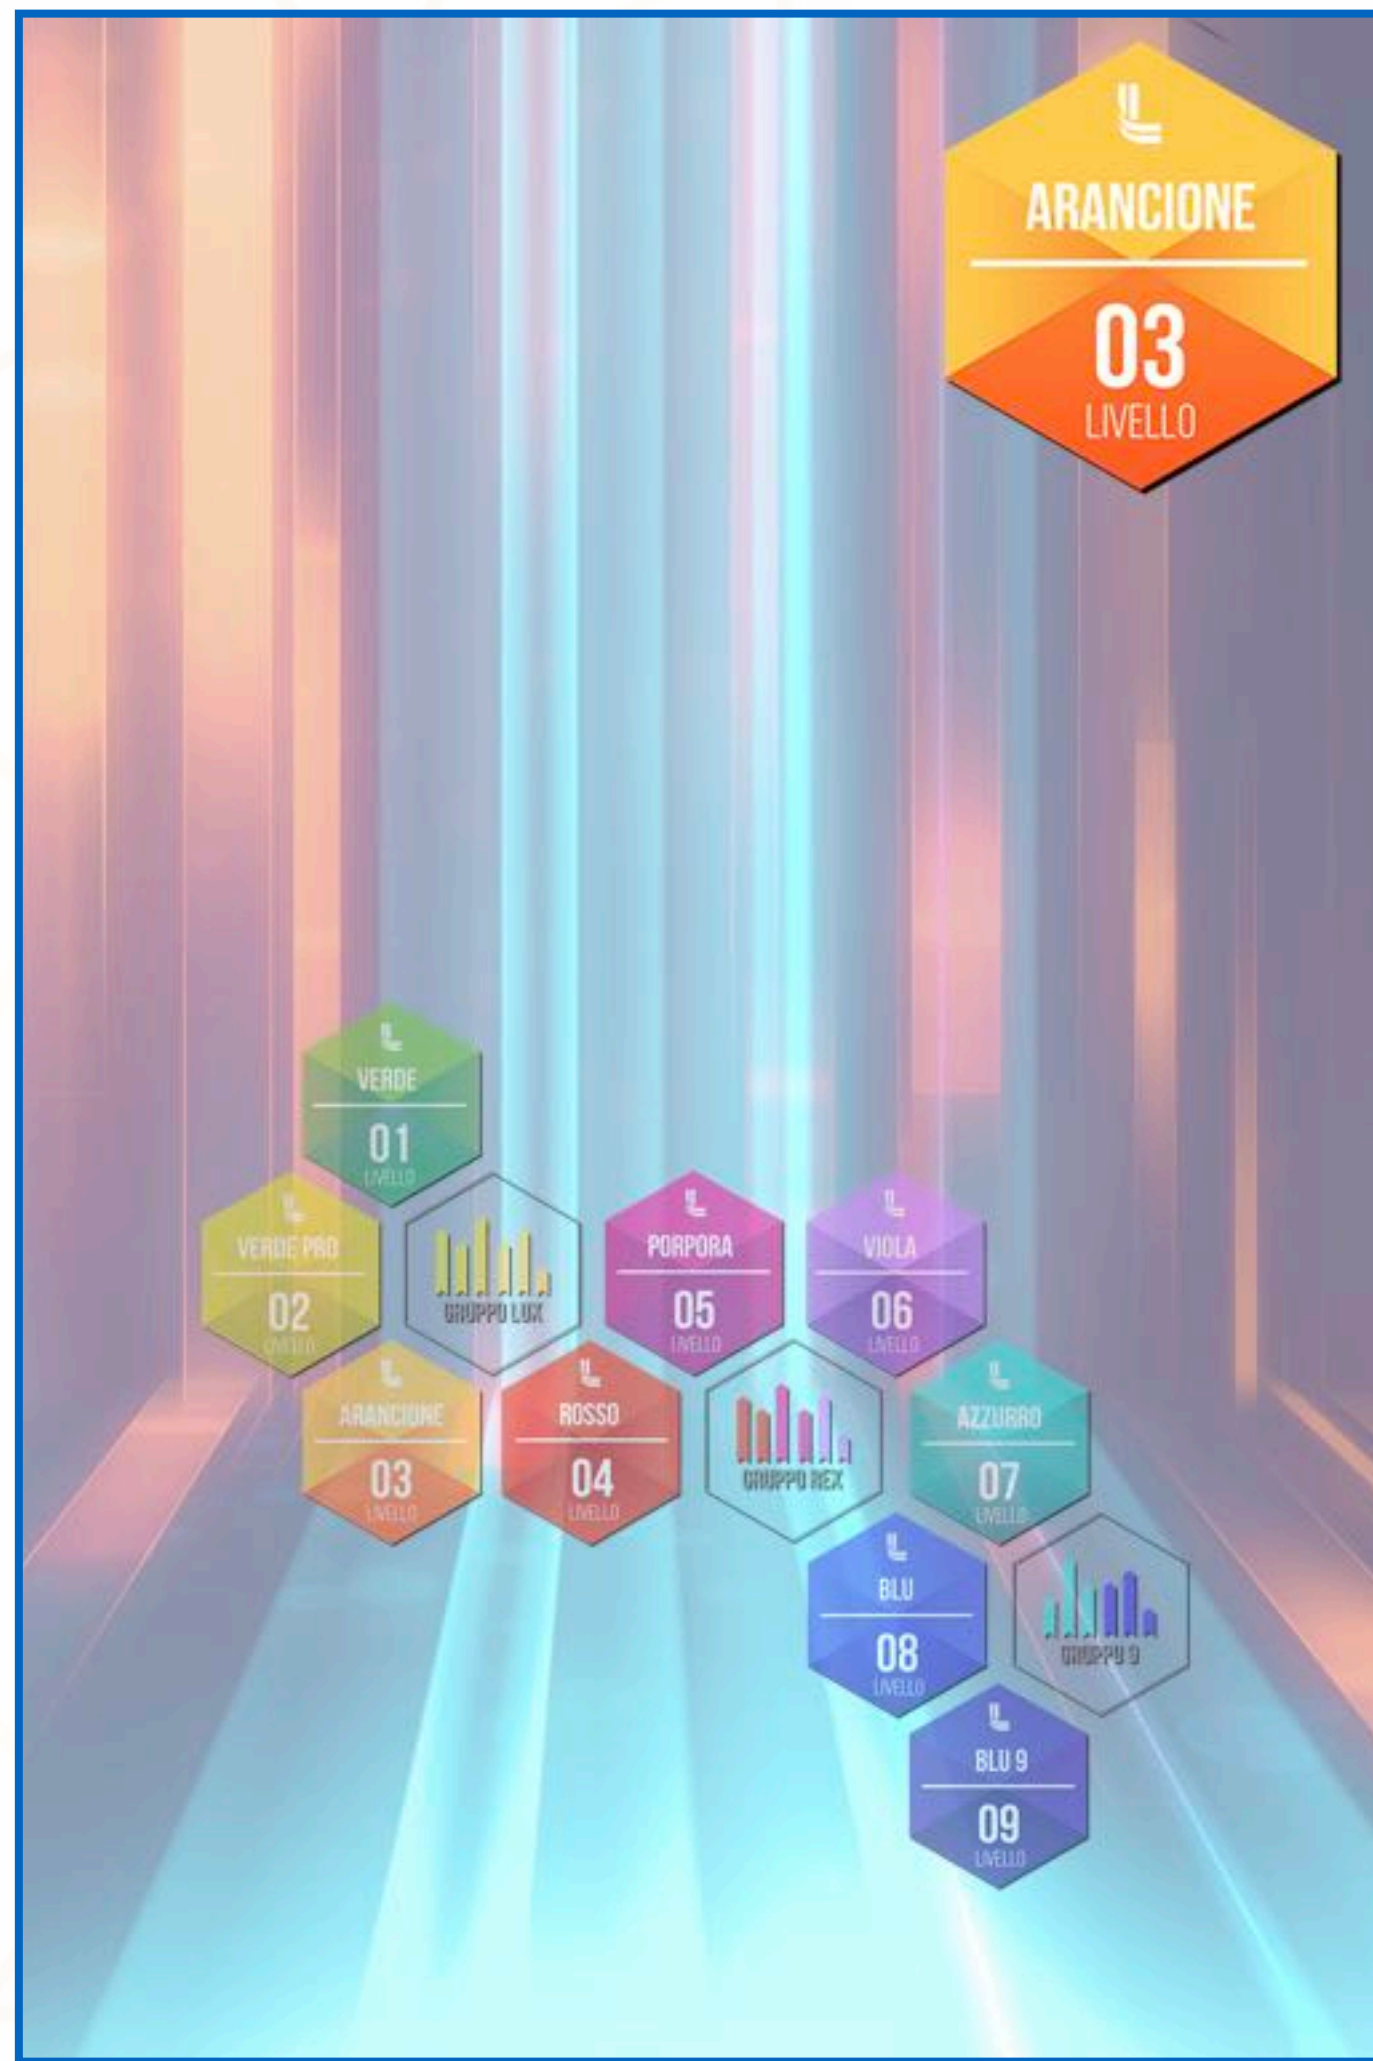 ARANCIONE
03
LIVELLO
VERDE
01
LIVELLO
VERDE PRO
02
LIVELLO
GRUPPO LUX
PORPORA
05
LIVELLO
VIOLA
06
LIVELLO
ARANCIONE
03
LIVELLO
ROSSO
04
LIVELLO
GRUPPO REX
AZZURRO
07
LIVELLO
BLU
08
LIVELLO
GRUPPO 9
BLU 9
09
LIVELLO